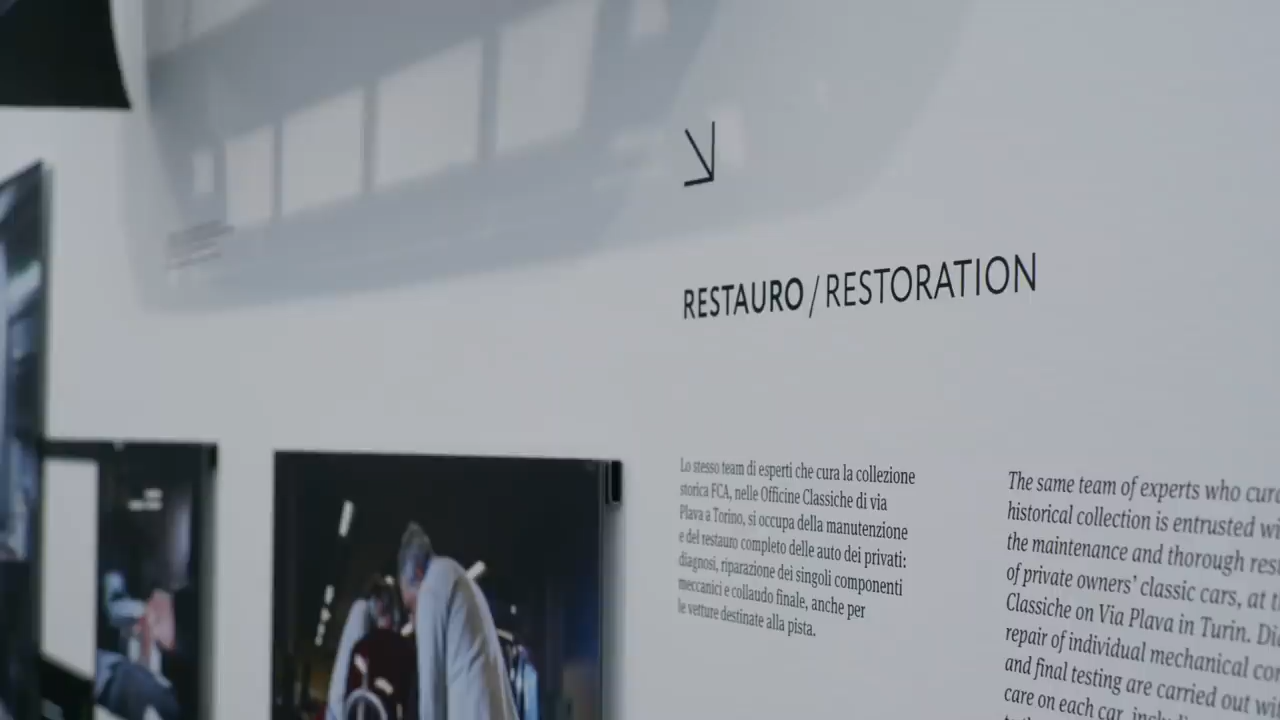 RESTAURO / RESTORATION
Lo stesso team di esperti che cura la collezione
storica FCA, nelle Officine Classiche di via
Plava a Torino, si occupa della manutenzione
e del restauro completo delle auto dei privati:
diagnosi, riparazione dei singoli componenti
meccanici e collaudo finale, anche per
le vetture destinate alla pista.
The same team of experts who
historical collection is entrusted
the maintenance and thorough
of private owners' classic cars, at
Classiche on Via Plava in Turin.
repair of individual mechanical
and final testing are carried out
care on each car,